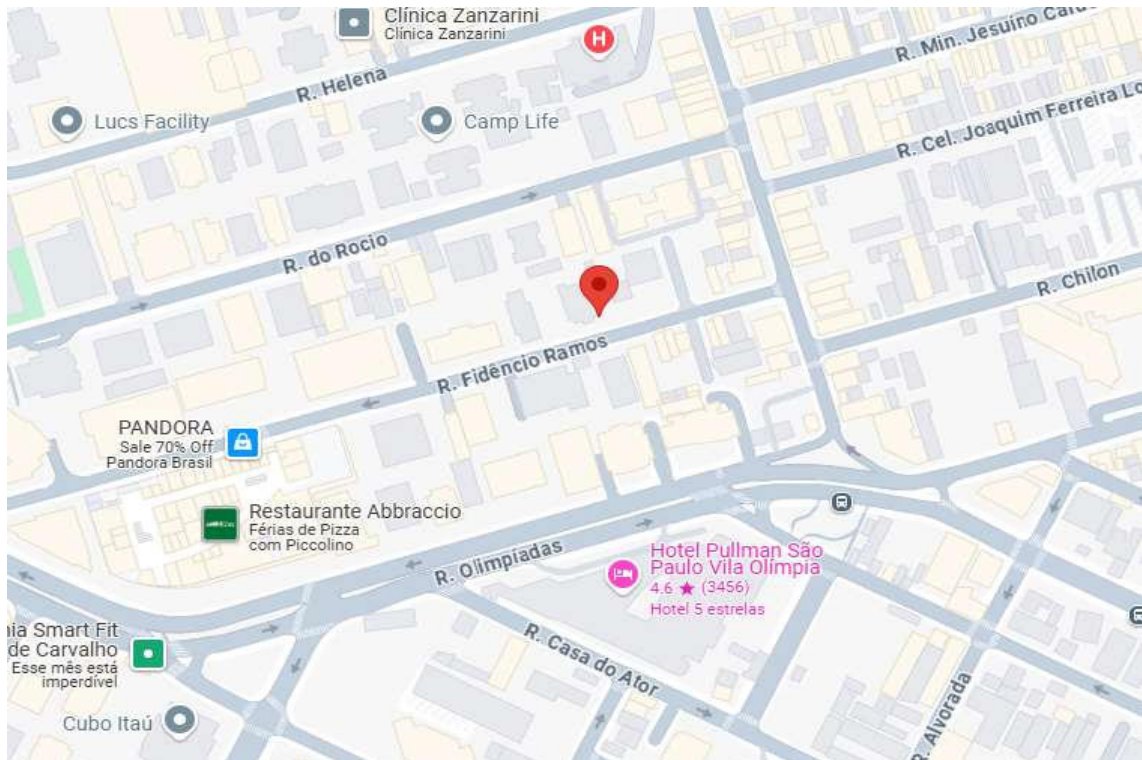 Clínica Zanzarini
Clínica Zanzarini
H
R. Min. Jesuíno
R. Helena
Lucs Facility
Camp Life
R. Cel. Joaquim Ferreira
R. do Rocio
R. Chilon
R. Fidêncio Ramos
PANDORA
Sale 70% Off
Pandora Brasil
Restaurante Abbraccio
Férias de Pizza
com Piccolino
R. Olimpíadas
Hotel Pullman São
Paulo Vila Olímpia
4.6 ★ (3456)
Hotel 5 estrelas
Smart Fit
de Carvalho
Esse mês está
imperdível
R. Casa do Ator
Cubo Itaú
R. Alvorada